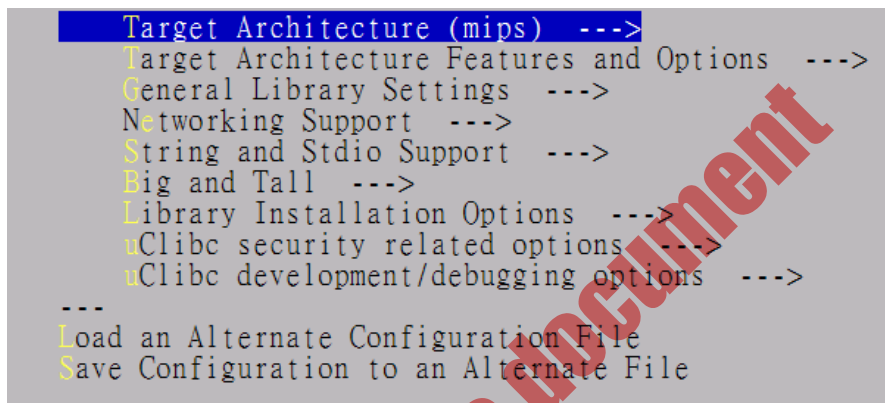 Target Architecture (mips)  --->
Target Architecture Features and Options  --->
General Library Settings  --->
Networking Support  --->
String and Stdio Support  --->
Big and Tall  --->
Library Installation Options  --->
uClibc security related options  --->
uClibc development/debugging options  --->
---
Load an Alternate Configuration File
Save Configuration to an Alternate File
document